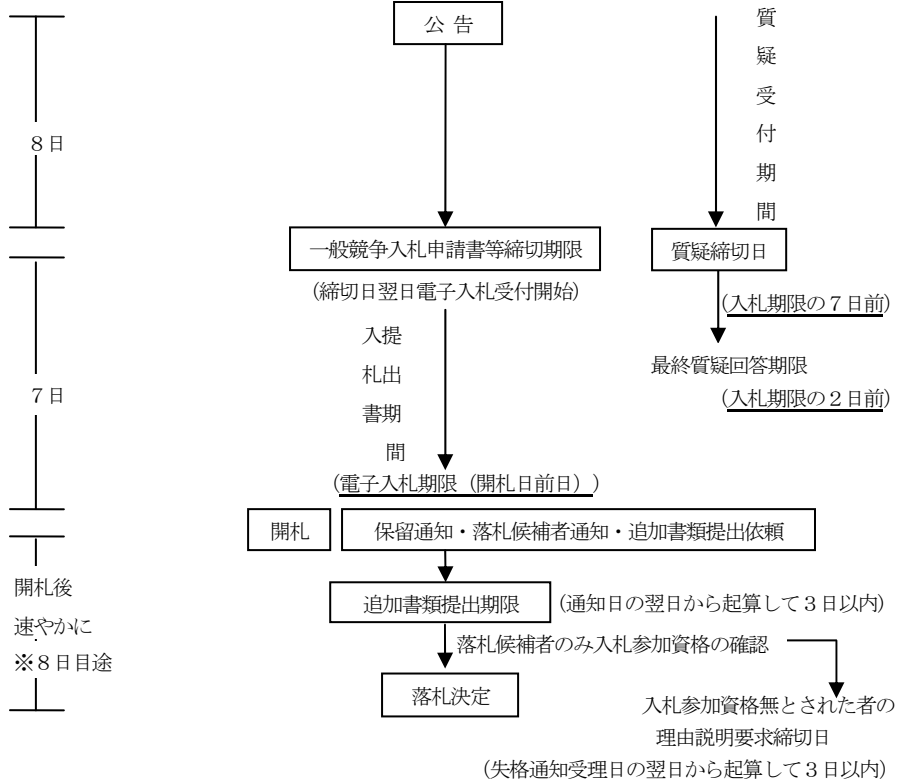 公 告
質疑受付期間
８日
一般競争入札申請書等締切期限
質疑締切日
(締切日翌日電子入札受付開始)
(入札期限の７日前)
入札書
提出期間
最終質疑回答期限
７日
(入札期限の２日前)
(電子入札期限（開札日前日）)
開札
保留通知・落札候補者通知・追加書類提出依頼
開札後
速やかに
※８日目途
追加書類提出期限
(通知日の翌日から起算して３日以内)
落札候補者のみ入札参加資格の確認
落札決定
入札参加資格無とされた者の
理由説明要求締切日
(失格通知受理日の翌日から起算して３日以内)